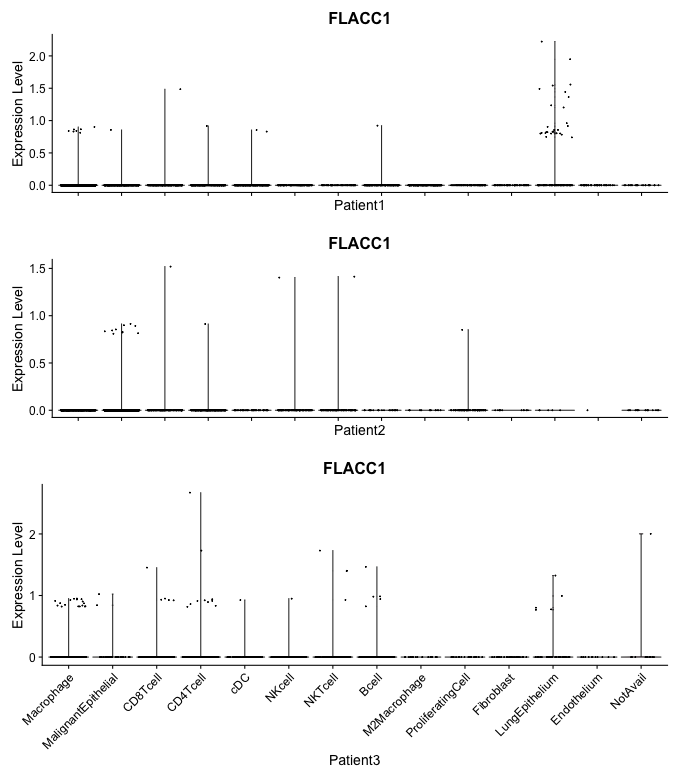 FLACC1
Expression Level
2.0
1.5
1.0
0.5
0.0
Patient1
FLACC1
Expression Level
1.5
1.0
0.5
0.0
Patient2
FLACC1
Expression Level
2
1
0
Macrophage
MalignantEpithelial
CD8Tcell
CD4Tcell
cDC
NKcell
NKTcell
Bcell
M2Macrophage
ProliferatingCell
Fibroblast
LungEpithelium
Endothelium
NotAvail
Patient3